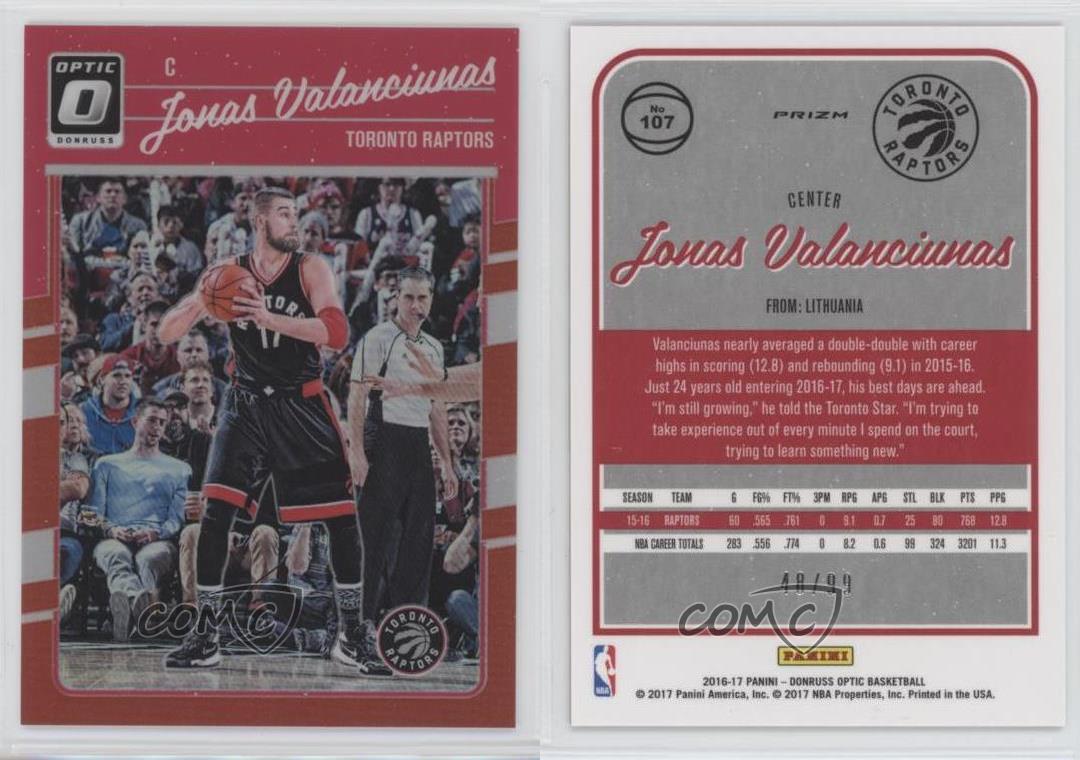 OPTIC
DONRUSS
C
Jonas Valanciunas
TORONTO RAPTORS
TORONTO
RAPTORS
17
COMC
No
107
PRIZM
TORONTO
RAPTORS
CENTER
Jonas Valanciunas
FROM: LITHUANIA
Valanciunas nearly averaged a double-double with career
highs in scoring (12.8) and rebounding (9.1) in 2015-16.
Just 24 years old entering 2016-17, his best days are ahead.
“I’m still growing,” he told the Toronto Star. “I’m trying to
take experience out of every minute I spend on the court,
trying to learn something new.”
SEASON TEAM G FG% FT% 3PM RPG APG STL BLK PTS PPG
15-16 RAPTORS 60 .565 .761 0 9.1 0.7 25 80 768 12.8
NBA CAREER TOTALS 283 .556 .774 0 8.2 0.6 99 324 3201 11.3
48/99
COMC
PANINI
NBA
2016-17 PANINI – DONRUSS OPTIC BASKETBALL
© 2017 Panini America, Inc. © 2017 NBA Properties, Inc. Printed in the USA.